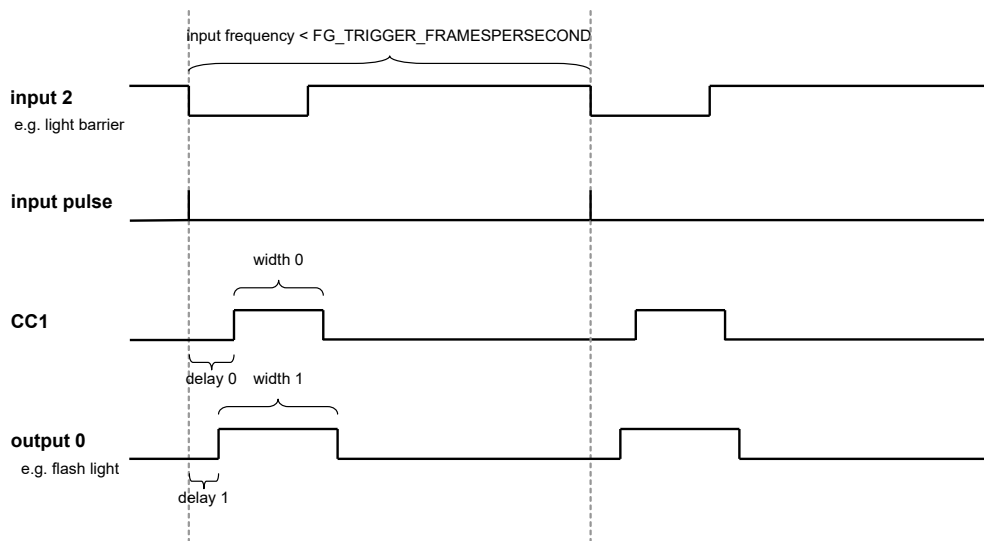 input frequency < FG_TRIGGER_FRAMESPERSECOND
input 2
e.g. light barrier
input pulse
width 0
CC1
delay 0
width 1
output 0
e.g. flash light
delay 1